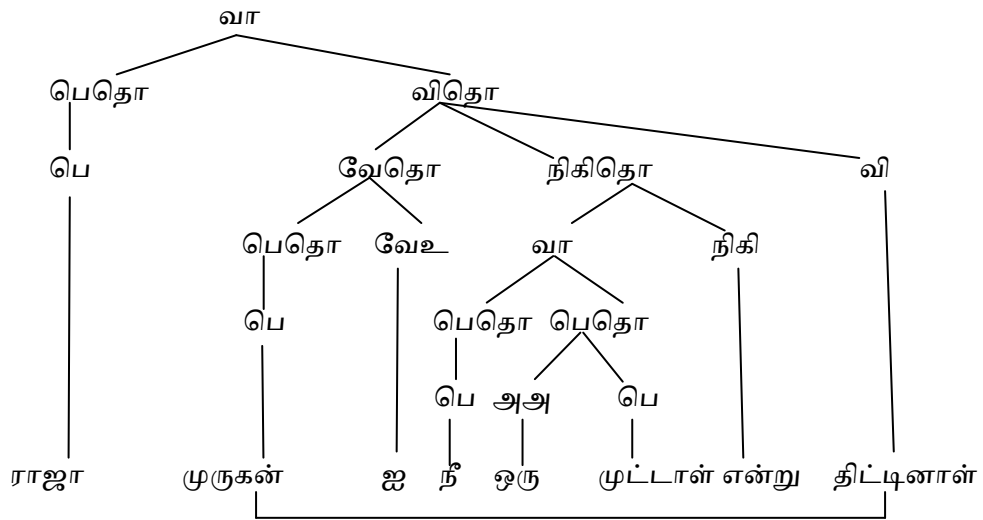 வா
பெதொ விதொ
பெ வேதொ நிகிதொ வி
பெதொ வேஉ வா நிகி
பெ பெதொ பெதொ
பெ அஅ பெ
ராஜா முருகன் ஐ நீ ஒரு முட்டாள் என்று திட்டினாள்